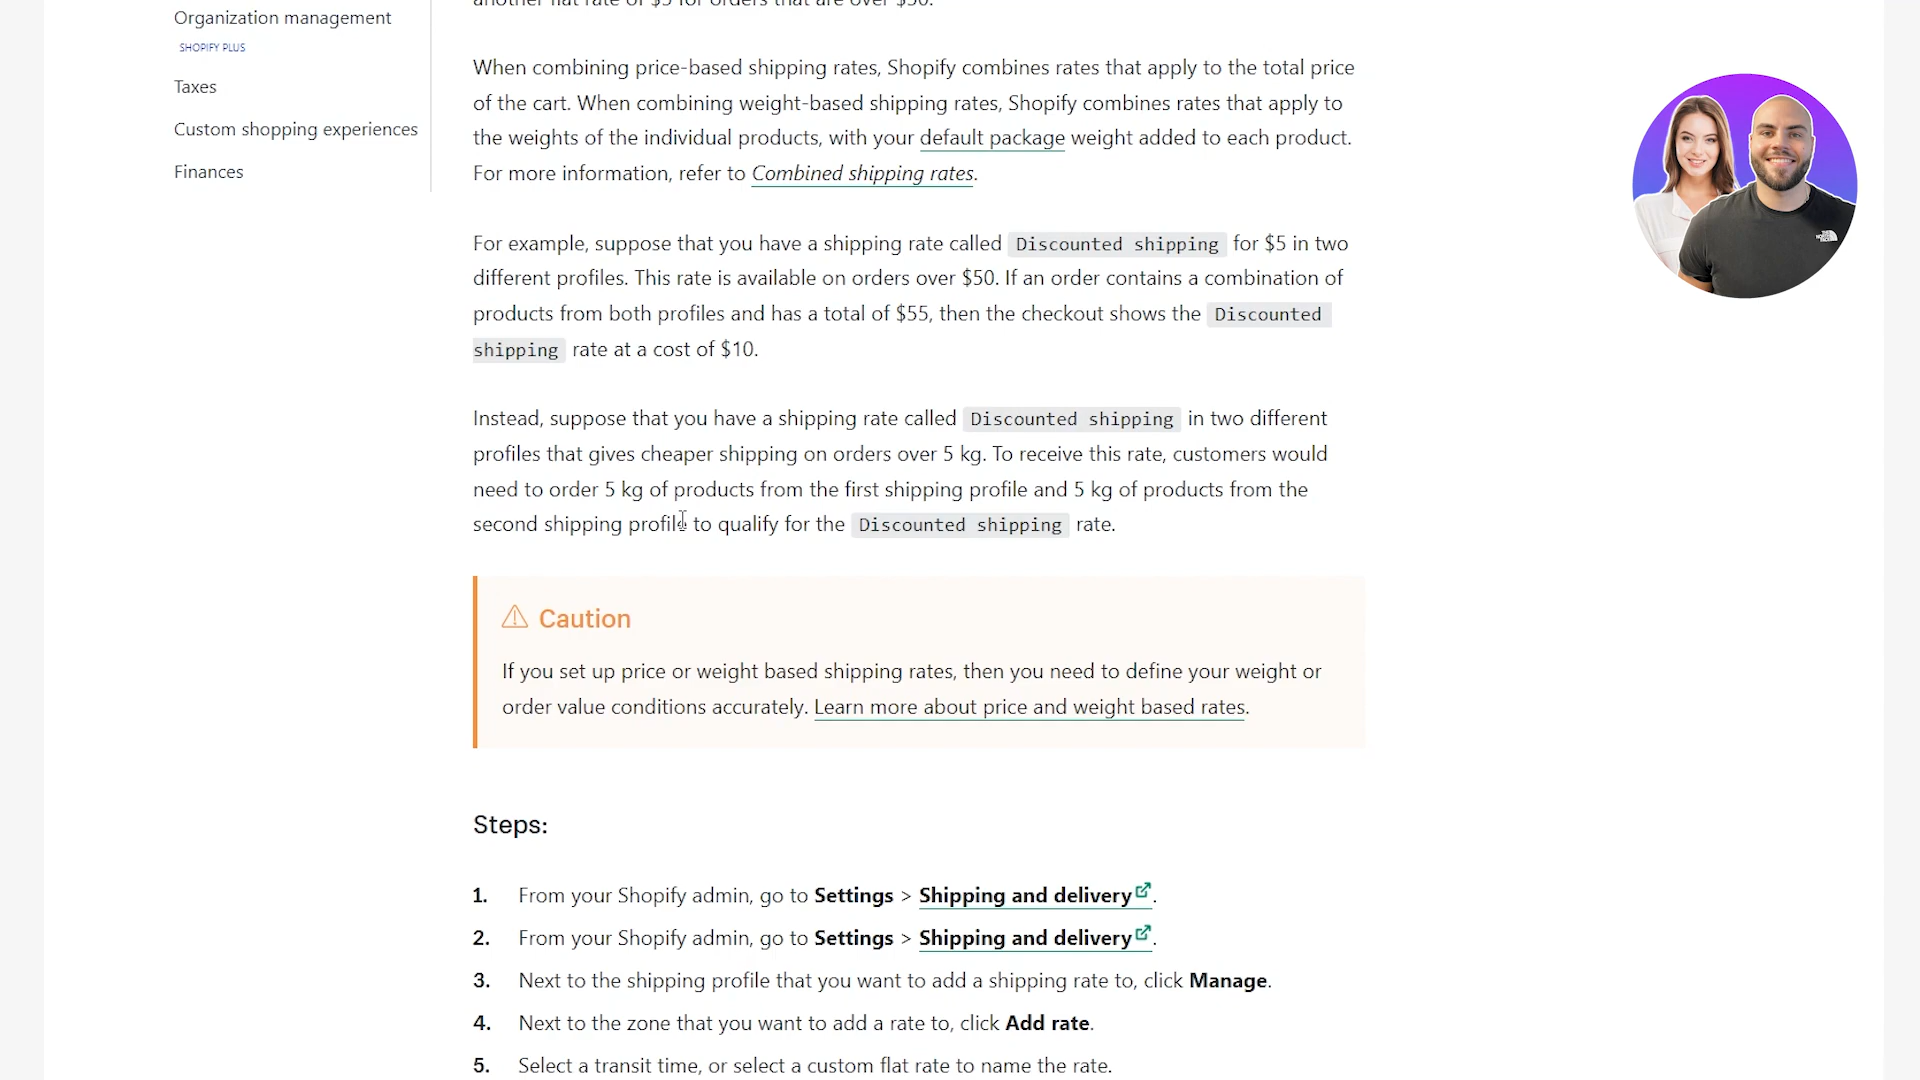 Organization management
SHOPIFY PLUS
Taxes
Custom shopping experiences
Finances
another flat rate of $5 for orders that are over $50.
When combining price-based shipping rates, Shopify combines rates that apply to the total price
of the cart. When combining weight-based shipping rates, Shopify combines rates that apply to
the weights of the individual products, with your default package weight added to each product.
For more information, refer to Combined shipping rates.
For example, suppose that you have a shipping rate called Discounted shipping for $5 in two
different profiles. This rate is available on orders over $50. If an order contains a combination of
products from both profiles and has a total of $55, then the checkout shows the Discounted
shipping rate at a cost of $10.
Instead, suppose that you have a shipping rate called Discounted shipping in two different
profiles that gives cheaper shipping on orders over 5 kg. To receive this rate, customers would
need to order 5 kg of products from the first shipping profile and 5 kg of products from the
second shipping profile to qualify for the Discounted shipping rate.
Caution
If you set up price or weight based shipping rates, then you need to define your weight or
order value conditions accurately. Learn more about price and weight based rates.
Steps:
1. From your Shopify admin, go to Settings > Shipping and delivery.
2. From your Shopify admin, go to Settings > Shipping and delivery.
3. Next to the shipping profile that you want to add a shipping rate to, click Manage.
4. Next to the zone that you want to add a rate to, click Add rate.
5. Select a transit time, or select a custom flat rate to name the rate.